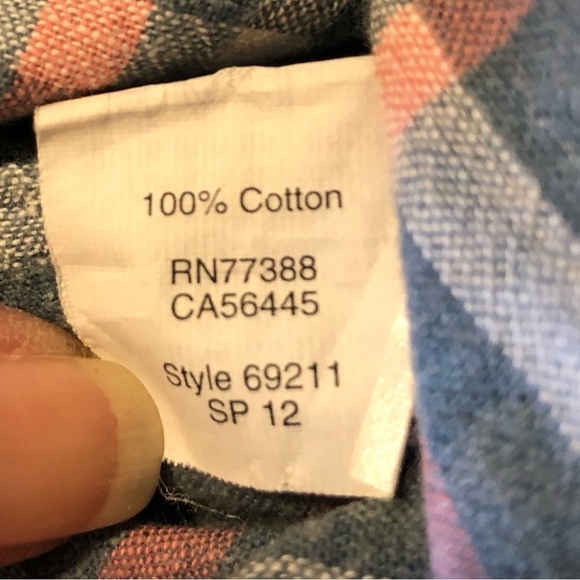 100% Cotton
RN77388
CA56445
Style 69211
SP 12